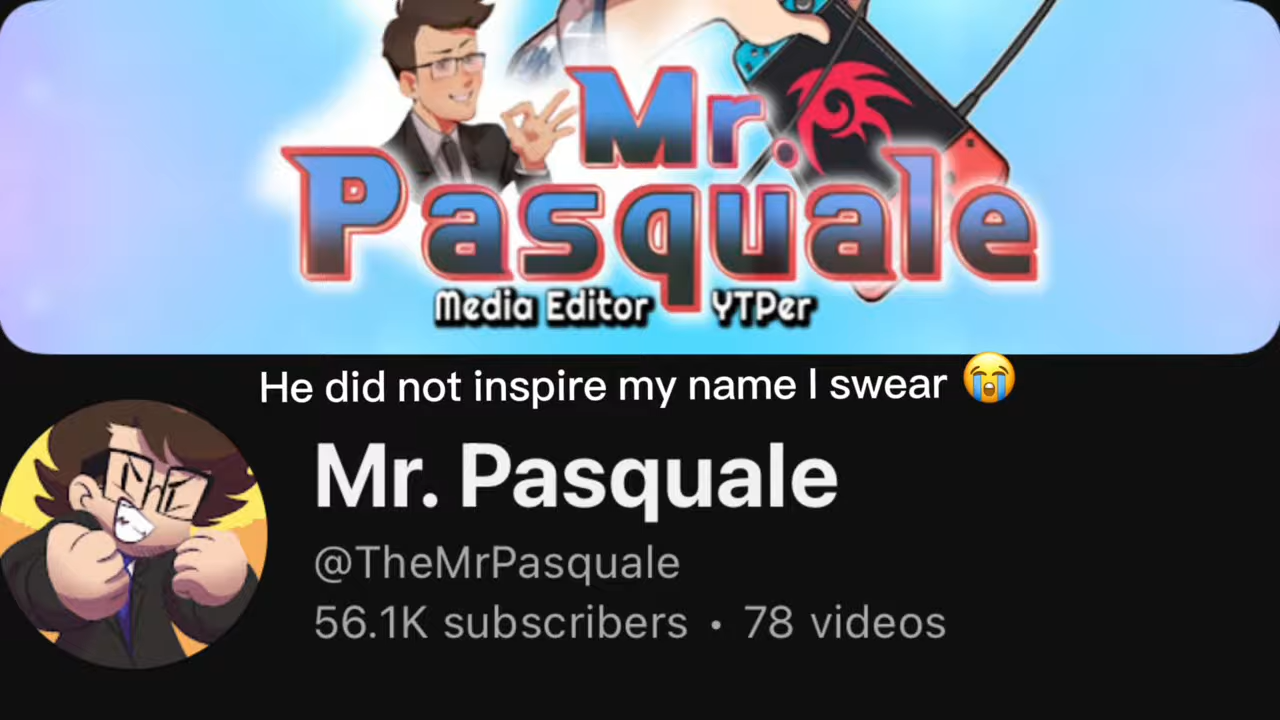 Mr.
Pasquale
Media Editor YTPer
He did not inspire my name I swear 😭
Mr. Pasquale
@TheMrPasquale
56.1K subscribers • 78 videos